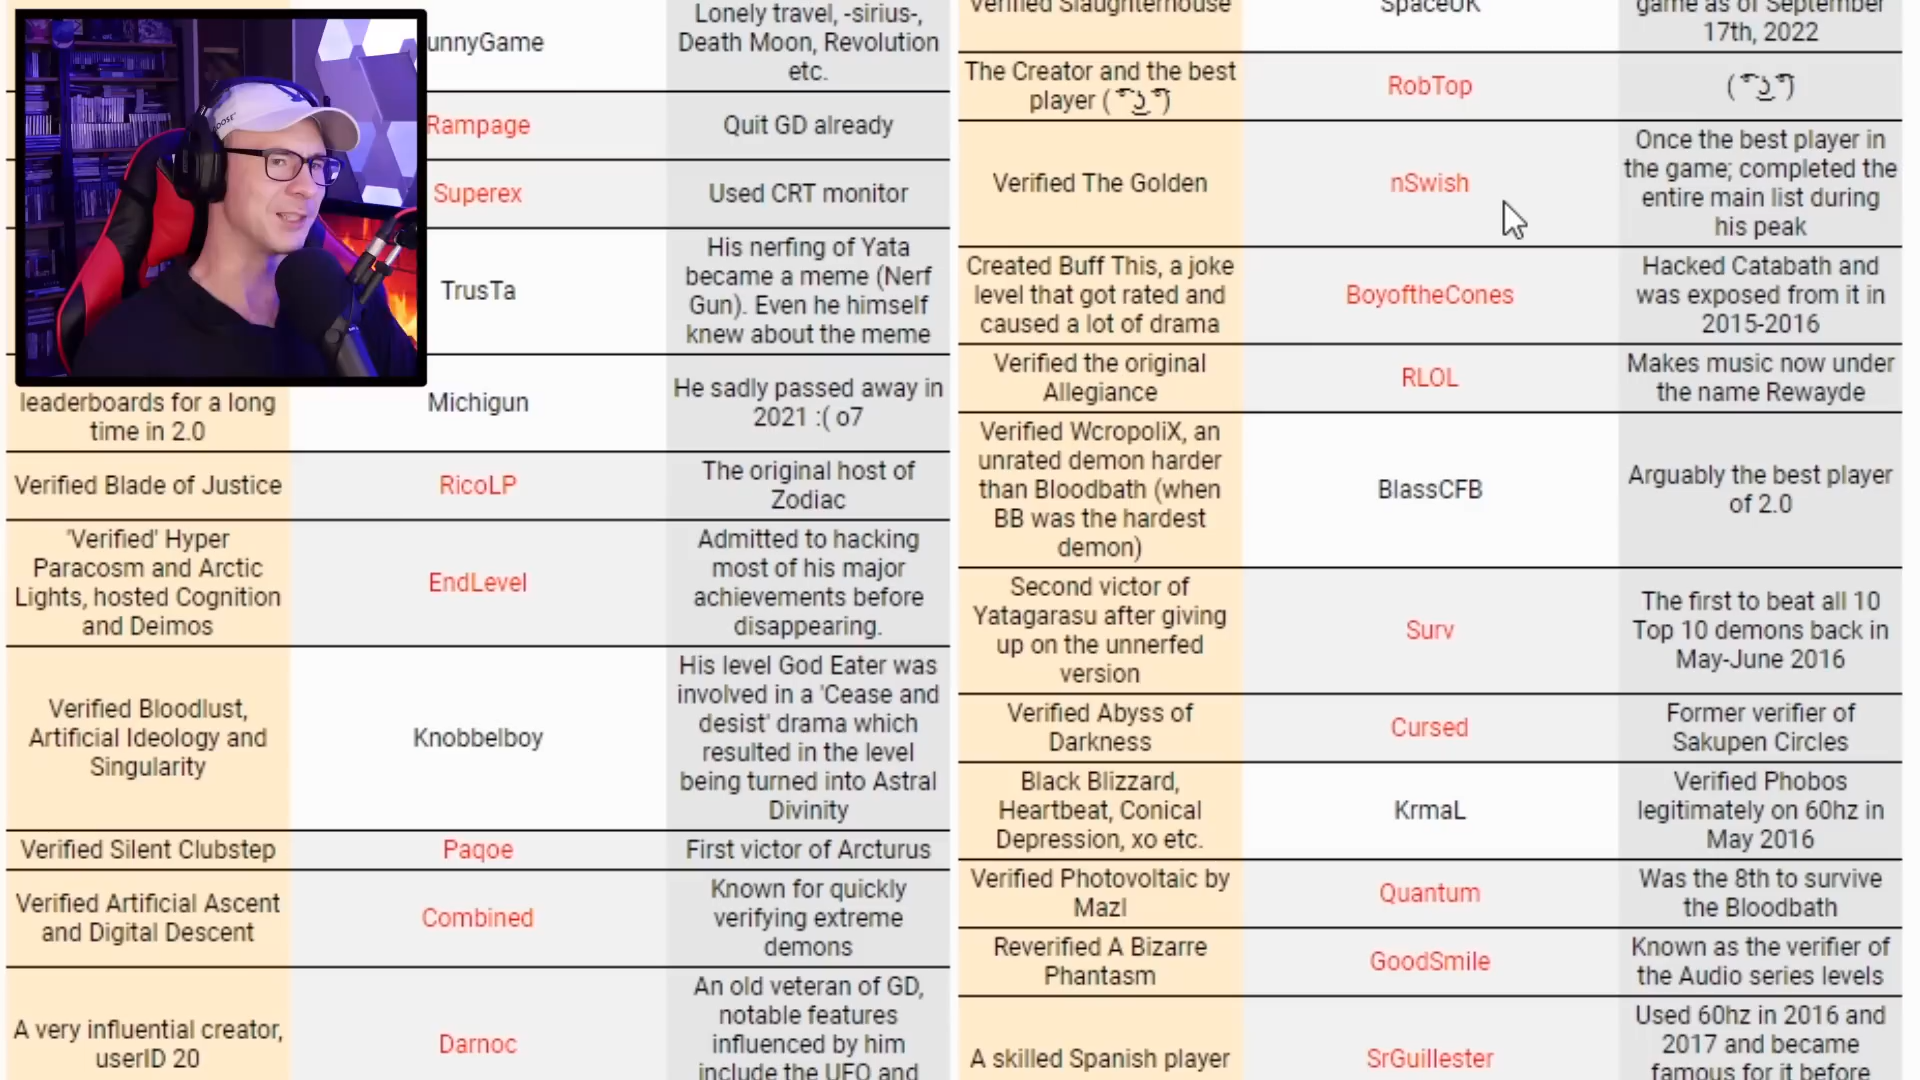 unnyGame
Lonely travel, -sirius-,
Death Moon, Revolution
etc.
Rampage
Quit GD already
Superex
Used CRT monitor
TrusTa
His nerfing of Yata
became a meme (Nerf
Gun). Even he himself
knew about the meme
leaderboards for a long
time in 2.0
Michigun
He sadly passed away in
2021 :( o7
Verified Blade of Justice
RicoLP
The original host of
Zodiac
'Verified' Hyper
Paracosm and Arctic
Lights, hosted Cognition
and Deimos
EndLevel
Admitted to hacking
most of his major
achievements before
disappearing.
Verified Bloodlust,
Artificial Ideology and
Singularity
Knobbelboy
His level God Eater was
involved in a 'Cease and
desist' drama which
resulted in the level
being turned into Astral
Divinity
Verified Silent Clubstep
Paqoe
First victor of Arcturus
Verified Artificial Ascent
and Digital Descent
Combined
Known for quickly
verifying extreme
demons
A very influential creator,
userID 20
Darnoc
An old veteran of GD,
notable features
influenced by him
include the UFO and
Verified Slaughterhouse
SpaceUK
game as of September
17th, 2022
The Creator and the best
player ( ͡° ͜ʖ ͡°)
RobTop
( ͡° ͜ʖ ͡°)
Verified The Golden
nSwish
Once the best player in
the game; completed the
entire main list during
his peak
Created Buff This, a joke
level that got rated and
caused a lot of drama
BoyoftheCones
Hacked Catabath and
was exposed from it in
2015-2016
Verified the original
Allegiance
RLOL
Makes music now under
the name Rewayde
Verified WcropoliX, an
unrated demon harder
than Bloodbath (when
BB was the hardest
demon)
BlassCFB
Arguably the best player
of 2.0
Second victor of
Yatagarasu after giving
up on the unnerfed
version
Surv
The first to beat all 10
Top 10 demons back in
May-June 2016
Verified Abyss of
Darkness
Cursed
Former verifier of
Sakupen Circles
Black Blizzard,
Heartbeat, Conical
Depression, xo etc.
KrmaL
Verified Phobos
legitimately on 60hz in
May 2016
Verified Photovoltaic by
Mazl
Quantum
Was the 8th to survive
the Bloodbath
Reverified A Bizarre
Phantasm
GoodSmile
Known as the verifier of
the Audio series levels
A skilled Spanish player
SrGuillester
Used 60hz in 2016 and
2017 and became
famous for it before